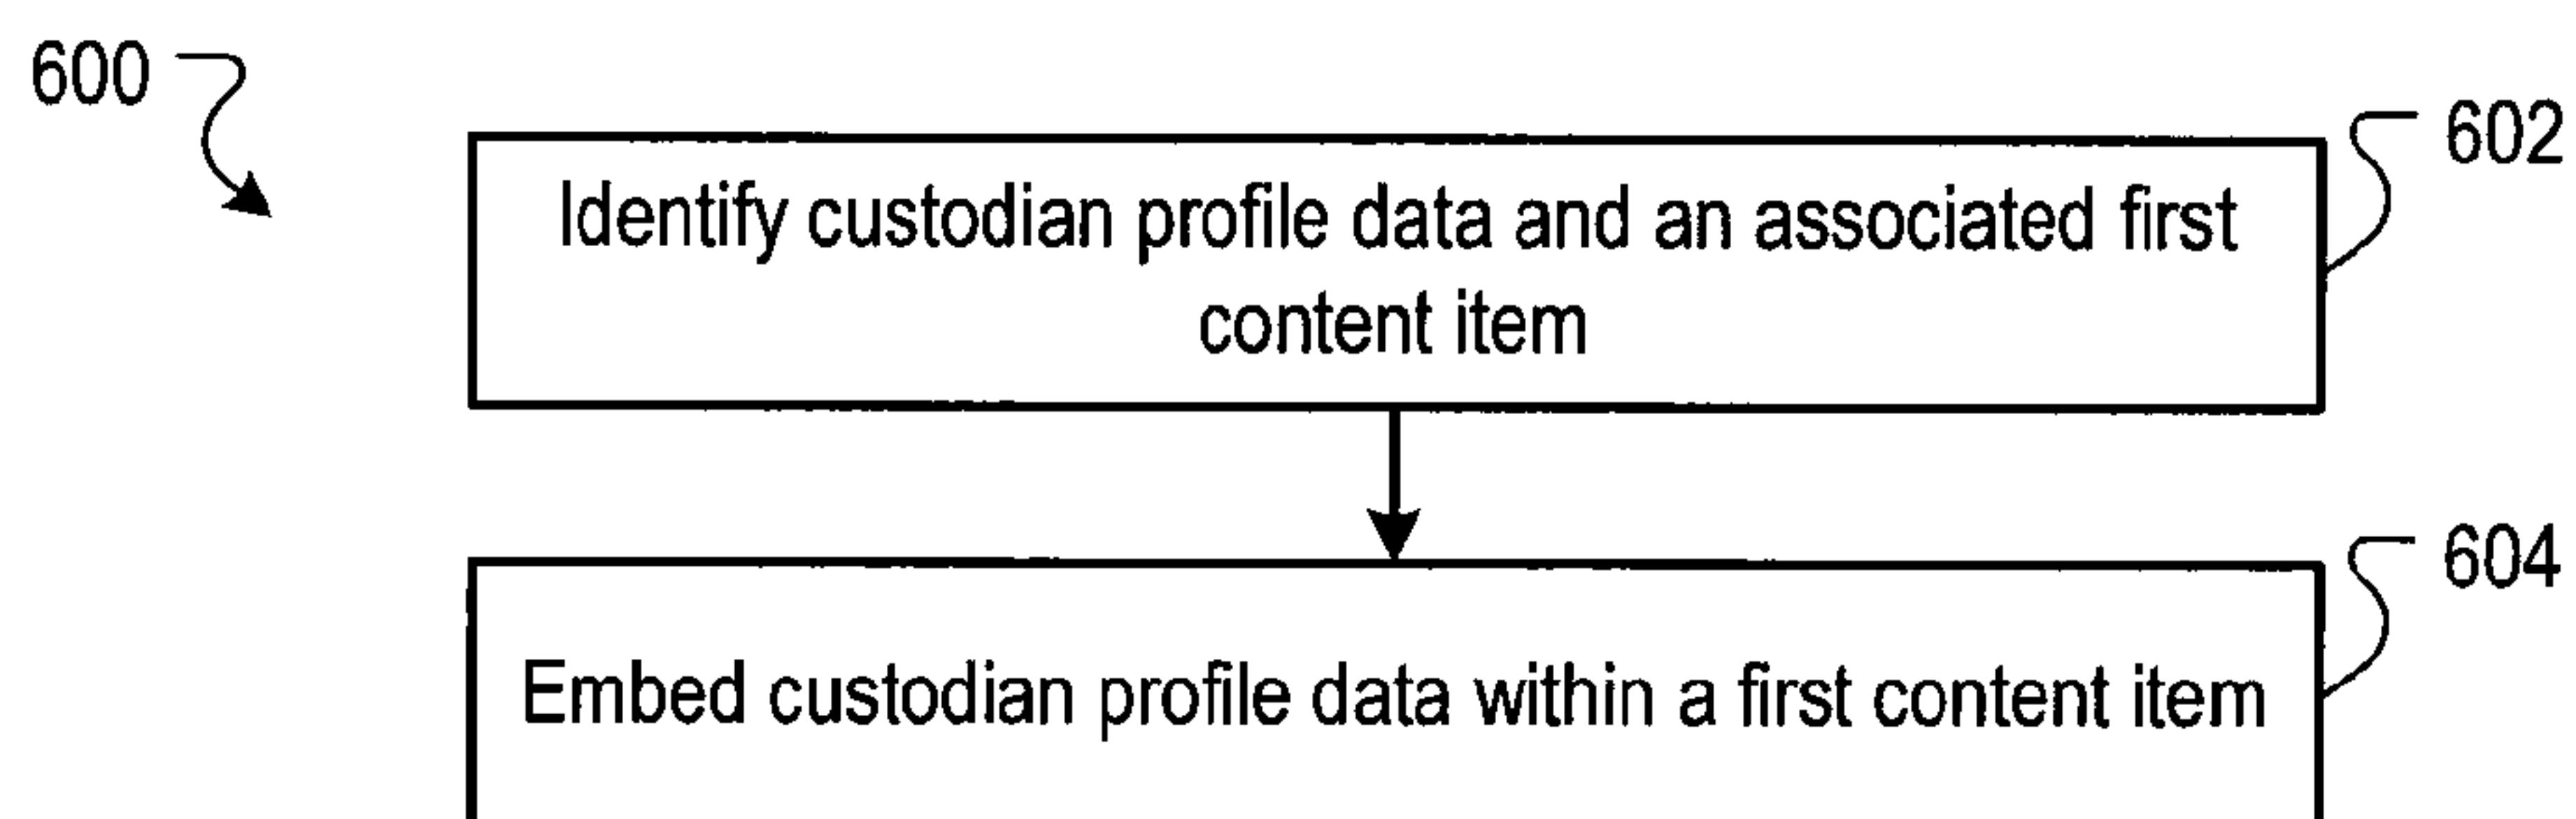 600
602
Identify custodian profile data and an associated first
content item
604
Embed custodian profile data within a first content item